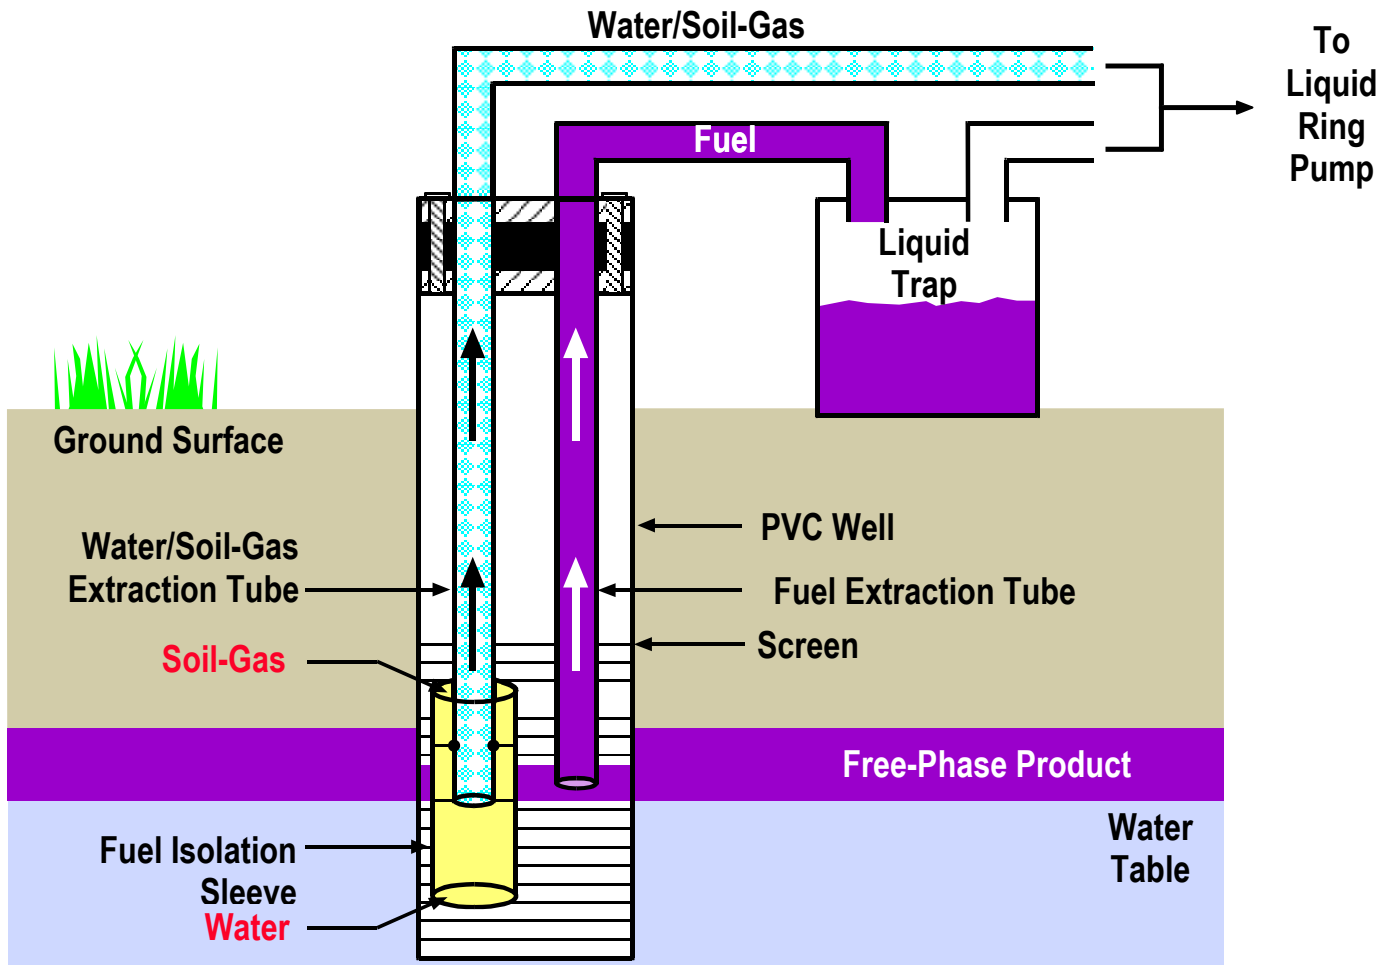 Water/Soil-Gas
To
Liquid
Ring
Pump
Fuel
Liquid
Trap
Ground Surface
PVC Well
Water/Soil-Gas
Extraction Tube
Fuel Extraction Tube
Screen
Soil-Gas
Free-Phase Product
Water
Table
Fuel Isolation
Sleeve
Water